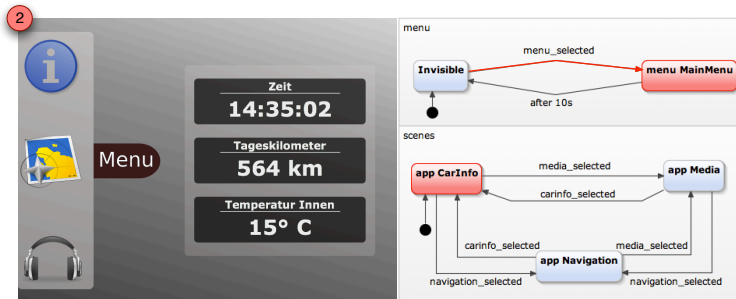 2
Menu
Zeit
14:35:02
Tageskilometer
564 km
Temperatur Innen
15° C
menu
menu_selected
Invisible
menu MainMenu
after 10s
scenes
app CarInfo
media_selected
app Media
carinfo_selected
carinfo_selected
media_selected
app Navigation
navigation_selected
navigation_selected